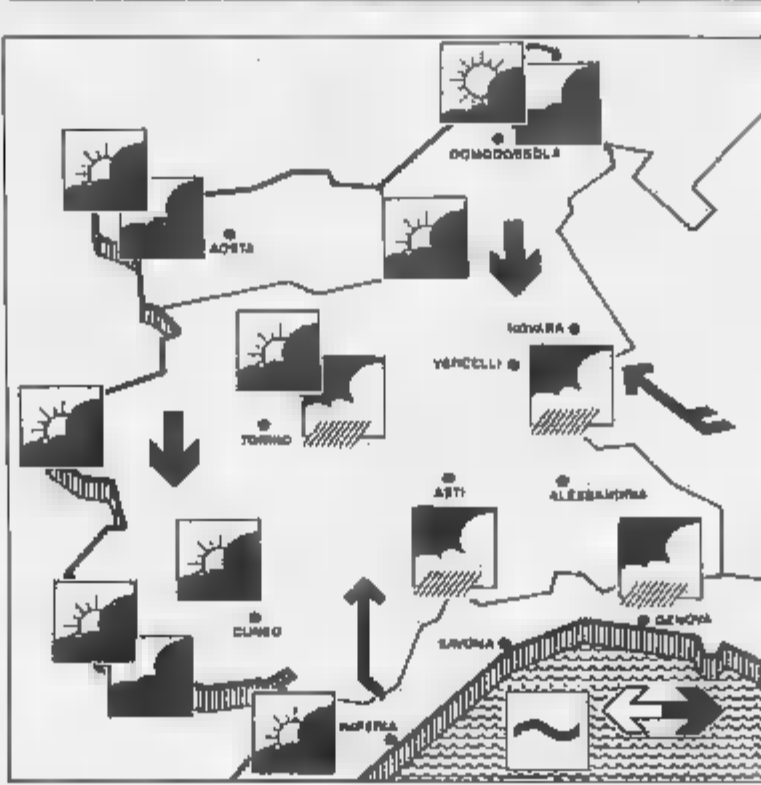 DOMODOSSOLA
AOSTA
NOVARA
VERCELLI
TORINO
ASTI
ALESSANDRIA
CUNEO
GENOVA
SAVONA
IMPERIA